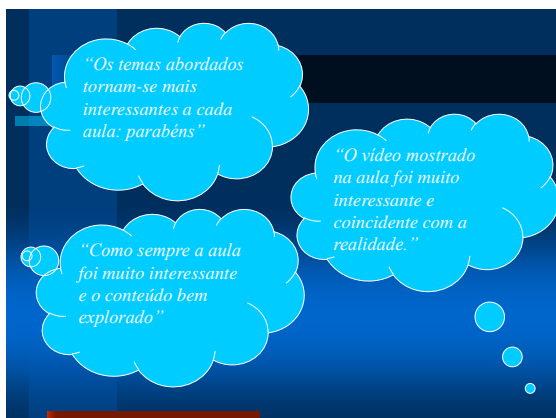 “Os temas abordados
tornam-se mais
interessantes a cada
aula: parabéns”
“O vídeo mostrado
na aula foi muito
interessante e
coincidente com a
realidade.”
“Como sempre a aula
foi muito interessante
e o conteúdo bem
explorado”